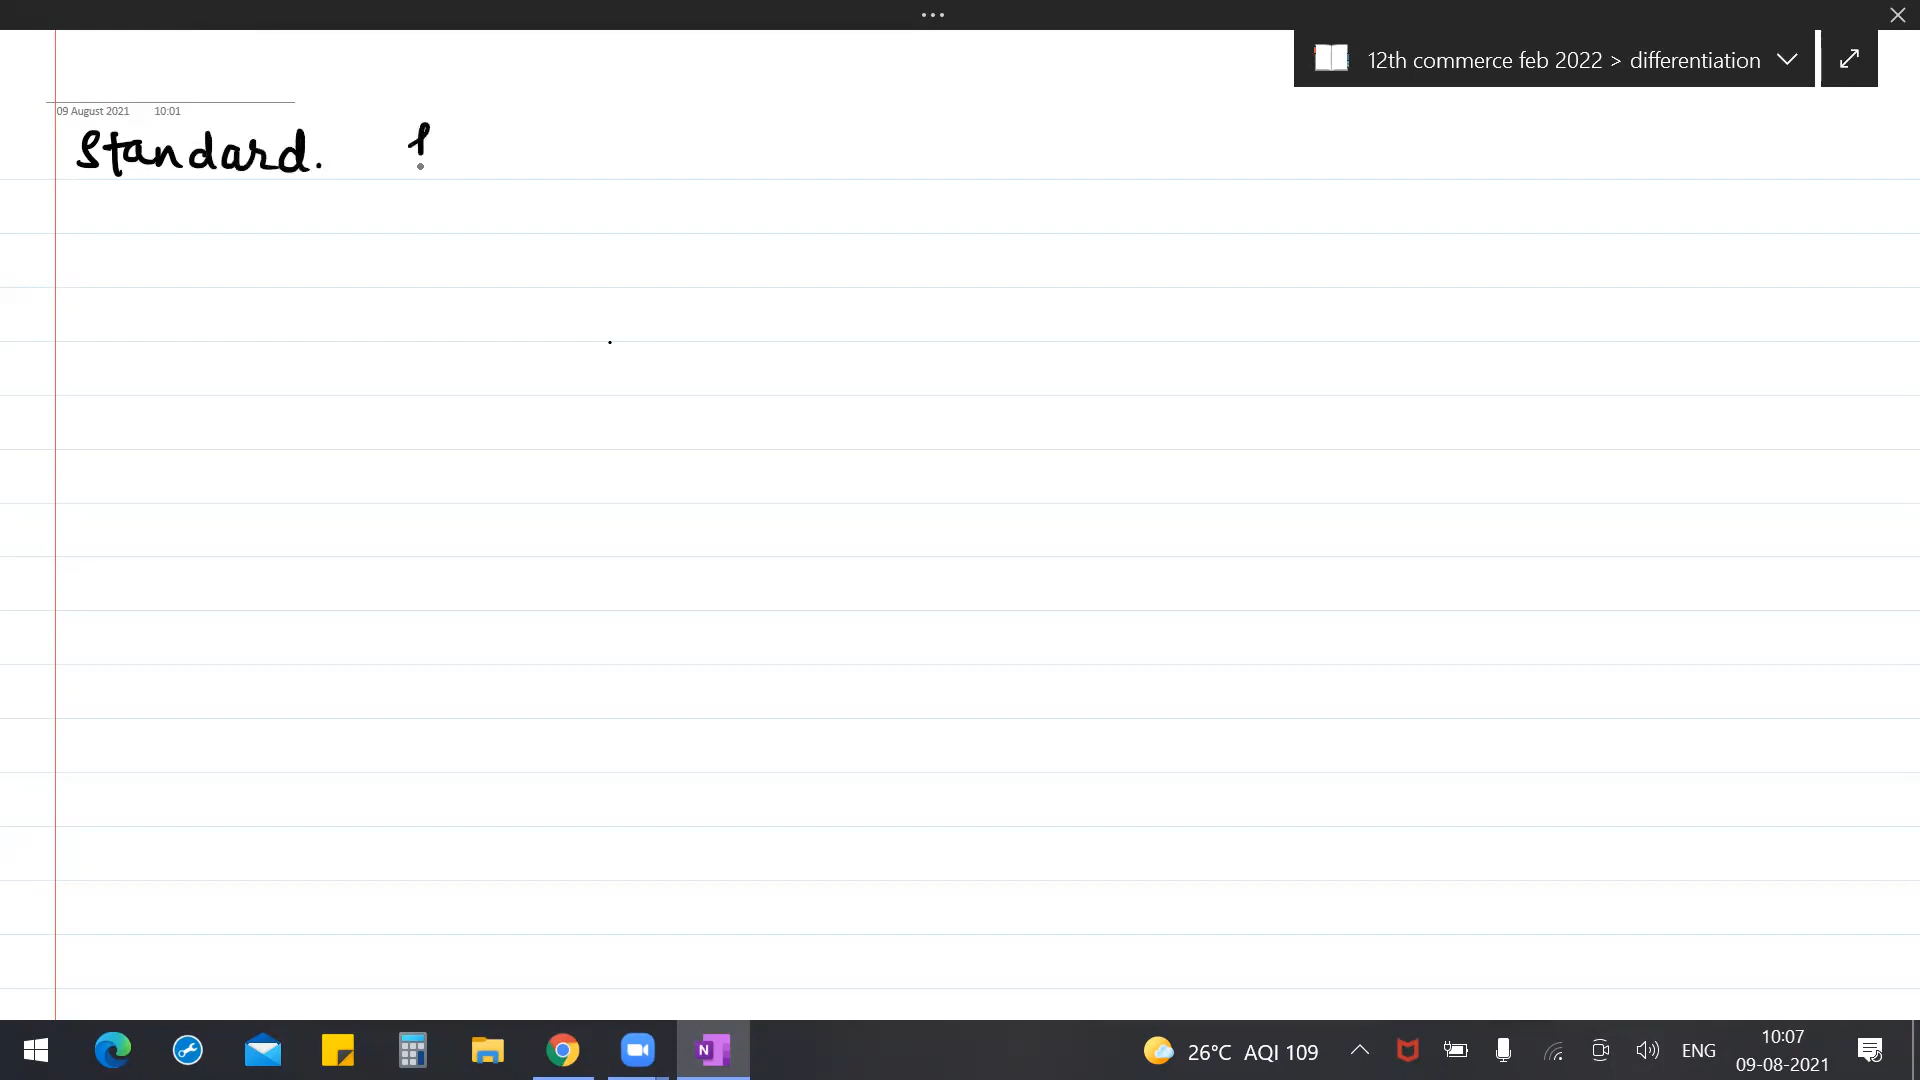 12th commerce feb 2022 > differentiation
09 August 2021 10:01
Standard.
26°C AQI 109 ENG 10:07
09-08-2021